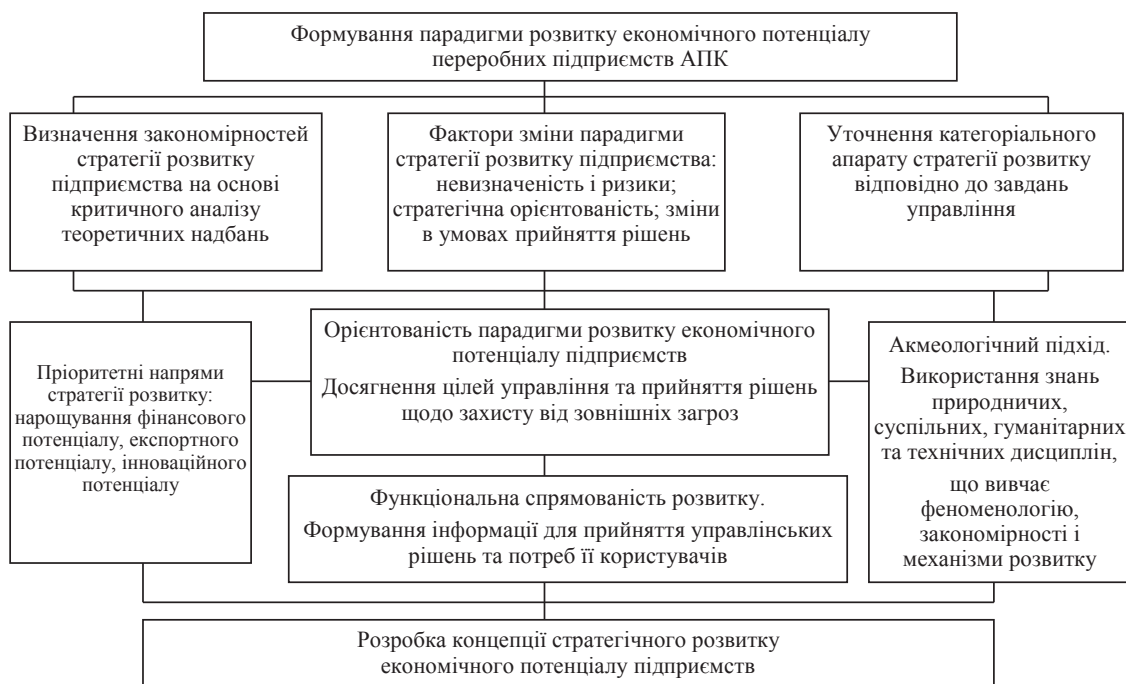 Формування парадигми розвитку економічного потенціалу
переробних підприємств АПК
Визначення закономірностей
стратегії розвитку
підприємства на основі
критичного аналізу
теоретичних надбань
Фактори зміни парадигми
стратегії розвитку підприємства:
невизначеність і ризики;
стратегічна орієнтованість; зміни
в умовах прийняття рішень
Уточнення категоріального
апарату стратегії розвитку
відповідно до завдань
управління
Пріоритетні напрями
стратегії розвитку:
нарощування фінансового
потенціалу, експортного
потенціалу, інноваційного
потенціалу
Орієнтованість парадигми розвитку економічного
потенціалу підприємств
Досягнення цілей управління та прийняття рішень
щодо захисту від зовнішніх загроз
Функціональна спрямованість розвитку.
Формування інформації для прийняття управлінських
рішень та потреб її користувачів
Акмеологічний підхід.
Використання знань
природничих,
суспільних, гуманітарних
та технічних дисциплін,
що вивчає
феноменологію,
закономірності і
механізми розвитку
Розробка концепції стратегічного розвитку
економічного потенціалу підприємств